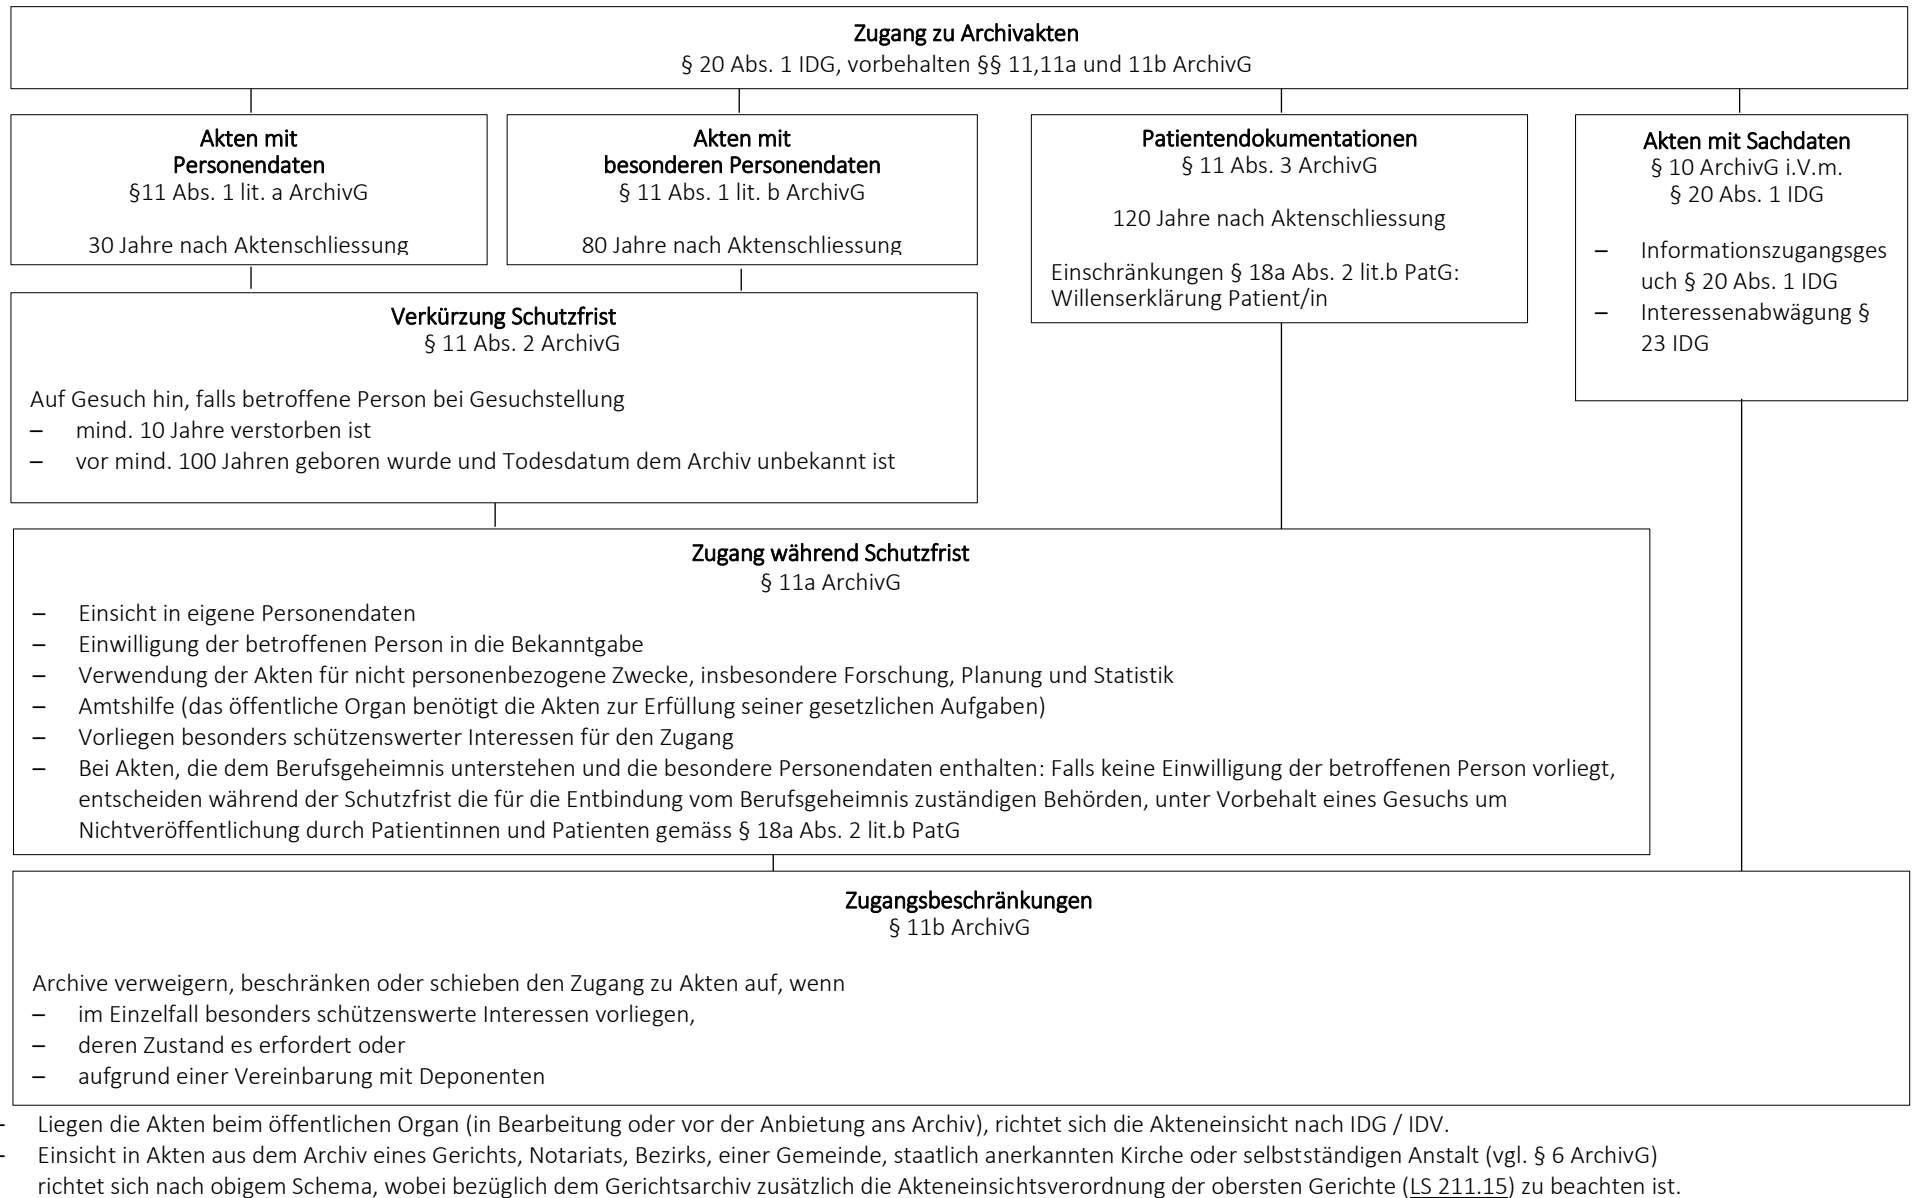 Zugang zu Archivakten
§ 20 Abs. 1 IDG, vorbehalten §§ 11,11a und 11b ArchivG
Akten mit
Personendaten
§11 Abs. 1 lit. a ArchivG
30 Jahre nach Aktenschliessung
Akten mit
besonderen Personendaten
§ 11 Abs. 1 lit. b ArchivG
80 Jahre nach Aktenschliessung
Patientendokumentationen
§ 11 Abs. 3 ArchivG
120 Jahre nach Aktenschliessung
Einschränkungen § 18a Abs. 2 lit.b PatG:
Willenserklärung Patient/in
Akten mit Sachdaten
§ 10 ArchivG i.V.m.
§ 20 Abs. 1 IDG
– Informationszugangsges
uch § 20 Abs. 1 IDG
– Interessenabwägung §
23 IDG
Verkürzung Schutzfrist
§ 11 Abs. 2 ArchivG
Auf Gesuch hin, falls betroffene Person bei Gesuchstellung
– mind. 10 Jahre verstorben ist
– vor mind. 100 Jahren geboren wurde und Todesdatum dem Archiv unbekannt ist
Zugang während Schutzfrist
§ 11a ArchivG
– Einsicht in eigene Personendaten
– Einwilligung der betroffenen Person in die Bekanntgabe
– Verwendung der Akten für nicht personenbezogene Zwecke, insbesondere Forschung, Planung und Statistik
– Amtshilfe (das öffentliche Organ benötigt die Akten zur Erfüllung seiner gesetzlichen Aufgaben)
– Vorliegen besonders schützenswerter Interessen für den Zugang
– Bei Akten, die dem Berufsgeheimnis unterstehen und die besondere Personendaten enthalten: Falls keine Einwilligung der betroffenen Person vorliegt,
entscheiden während der Schutzfrist die für die Entbindung vom Berufsgeheimnis zuständigen Behörden, unter Vorbehalt eines Gesuchs um
Nichtveröffentlichung durch Patientinnen und Patienten gemäss § 18a Abs. 2 lit.b PatG
Zugangsbeschränkungen
§ 11b ArchivG
Archive verweigern, beschränken oder schieben den Zugang zu Akten auf, wenn
– im Einzelfall besonders schützenswerte Interessen vorliegen,
– deren Zustand es erfordert oder
– aufgrund einer Vereinbarung mit Deponenten
- Liegen die Akten beim öffentlichen Organ (in Bearbeitung oder vor der Anbietung ans Archiv), richtet sich die Akteneinsicht nach IDG / IDV.
- Einsicht in Akten aus dem Archiv eines Gerichts, Notariats, Bezirks, einer Gemeinde, staatlich anerkannten Kirche oder selbstständigen Anstalt (vgl. § 6 ArchivG)
richtet sich nach obigem Schema, wobei bezüglich dem Gerichtsarchiv zusätzlich die Akteneinsichtsverordnung der obersten Gerichte (LS 211.15) zu beachten ist.